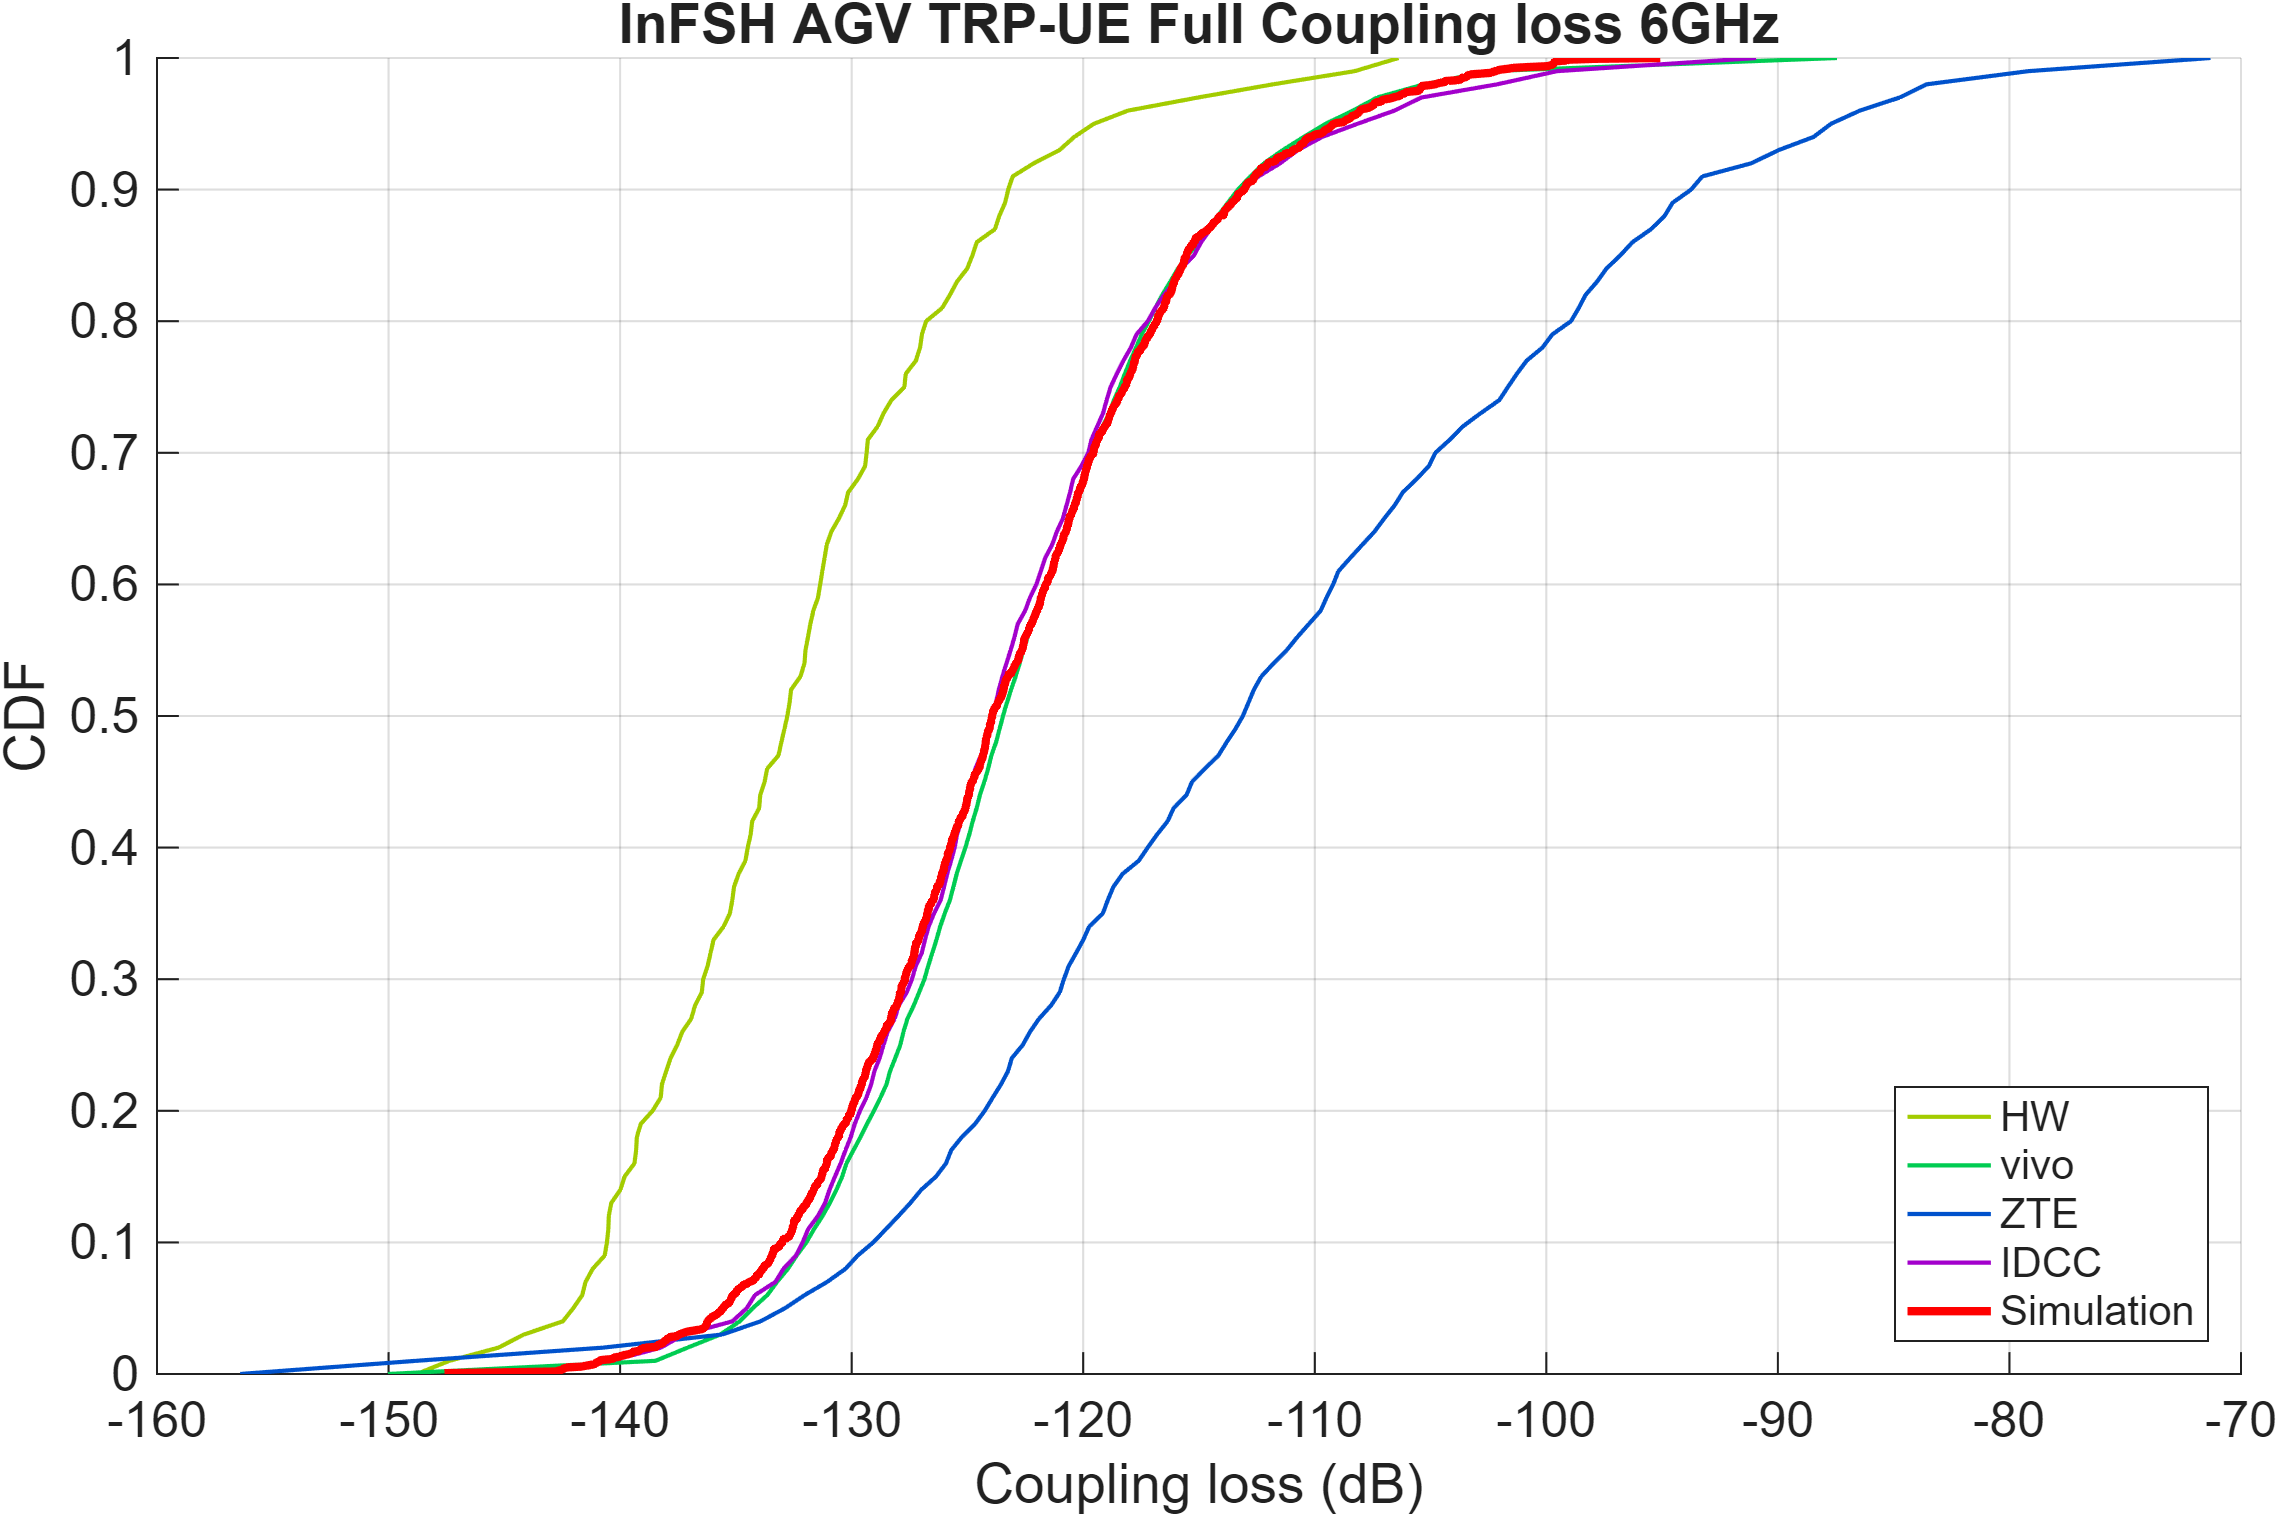 InFSH AGV TRP-UE Full Coupling loss 6GHz
1
0.9
0.8
0.7
0.6
0.5
0.4
0.3
0.2
0.1
0
CDF
HW
vivo
ZTE
IDCC
Simulation
-160 -150 -140 -130 -120 -110 -100 -90 -80 -70
Coupling loss (dB)